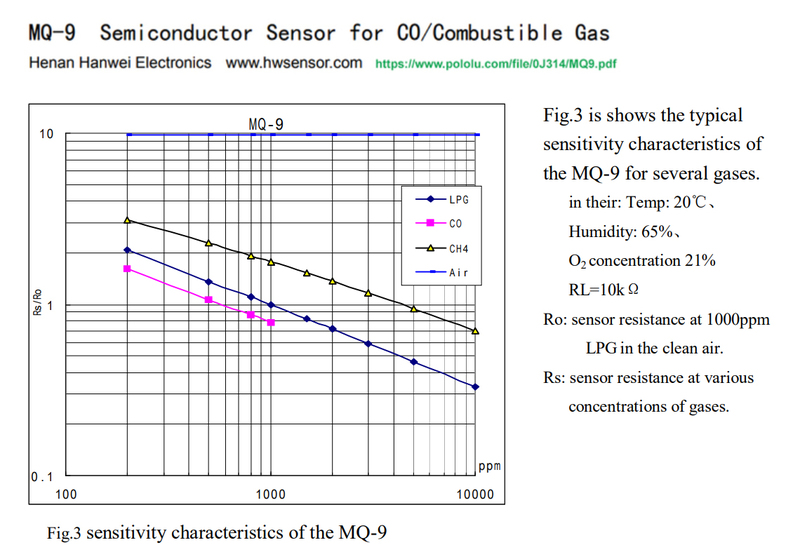 MQ-9 Semiconductor Sensor for CO/Combustible Gas
Henan Hanwei Electronics www.hwsensor.com https://www.pololu.com/file/0J314/MQ9.pdf
MQ-9
10
1
0.1
Rs/Ro
LPG
CO
CH4
Air
ppm
100 1000 10000
Fig.3 sensitivity characteristics of the MQ-9
Fig.3 is shows the typical
sensitivity characteristics of
the MQ-9 for several gases.
in their: Temp: 20℃、
Humidity: 65%、
O₂ concentration 21%
RL=10kΩ
Ro: sensor resistance at 1000ppm
LPG in the clean air.
Rs: sensor resistance at various
concentrations of gases.